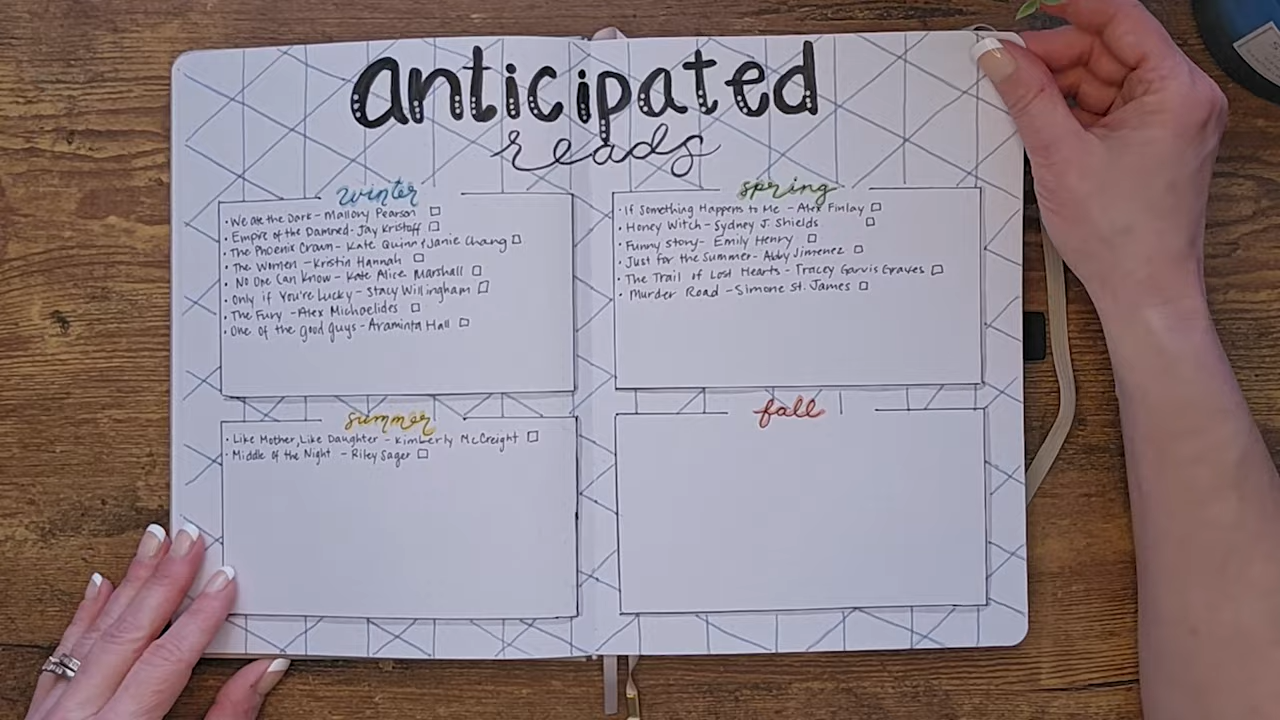 anticipated
reads
winter
• We ate the Dark - Mallory Pearson
• Empire of the Damned - Jay Kristoff
• The Phoenix Crown - Kate Quinn & Janie Chang
• The Women - Kristin Hannah
• No One Can Know - Kate Alice Marshall
• Only if You're Lucky - Stacy Willingham
• The Fury - Alex Michaelides
• One of the good guys - Araminta Hall
spring
• If Something Happens to Me - Alex Finlay
• Honey Witch - Sydney J. Shields
• Funny Story - Emily Henry
• Just for the Summer - Abby Jimenez
• The Trail of Lost Hearts - Tracey Garvis Graves
• Murder Road - Simone St. James
summer
• Like Mother, Like Daughter - Kimberly McCreight
• Middle of the Night - Riley Sager
fall